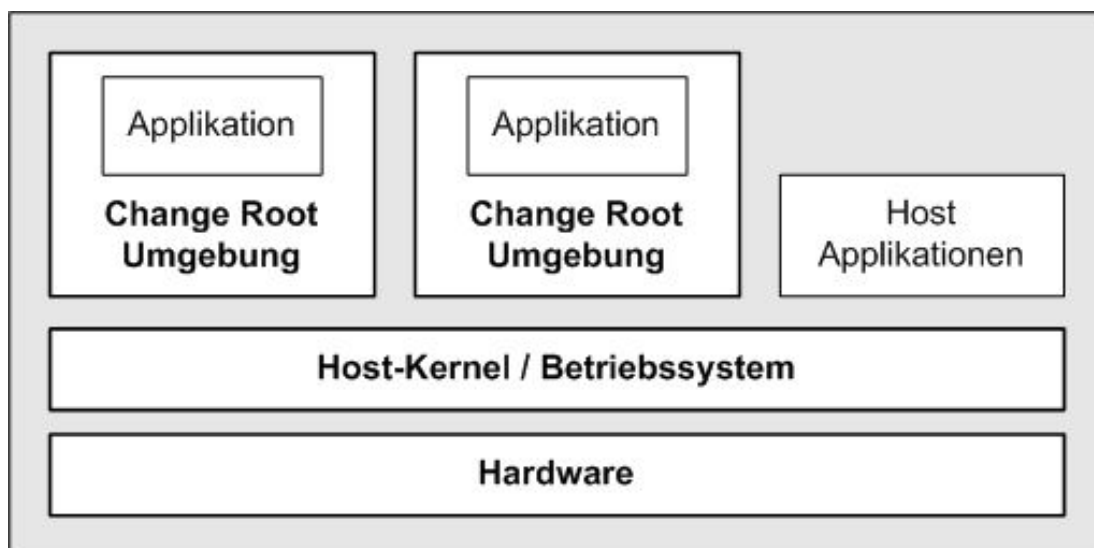 Applikation
Change Root
Umgebung
Applikation
Change Root
Umgebung
Host
Applikationen
Host-Kernel / Betriebssystem
Hardware